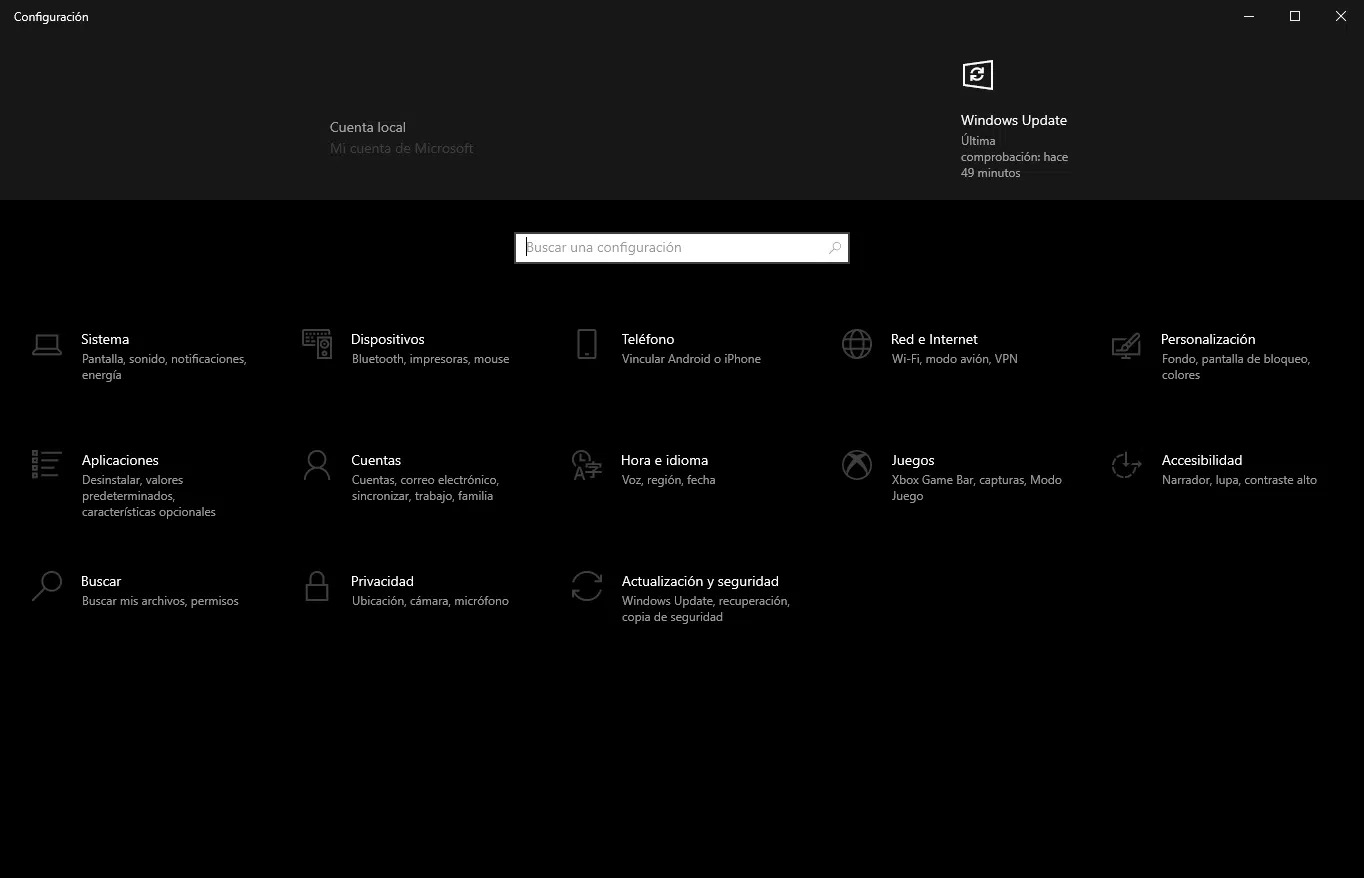 Configuración
Cuenta local
Mi cuenta de Microsoft
Windows Update
Última
comprobación: hace
49 minutos
Buscar una configuración
Sistema
Pantalla, sonido, notificaciones,
energía
Dispositivos
Bluetooth, impresoras, mouse
Teléfono
Vincular Android o iPhone
Red e Internet
Wi-Fi, modo avión, VPN
Personalización
Fondo, pantalla de bloqueo,
colores
Aplicaciones
Desinstalar, valores
predeterminados,
características opcionales
Cuentas
Cuentas, correo electrónico,
sincronizar, trabajo, familia
Hora e idioma
Voz, región, fecha
Juegos
Xbox Game Bar, capturas, Modo
Juego
Accesibilidad
Narrador, lupa, contraste alto
Buscar
Buscar mis archivos, permisos
Privacidad
Ubicación, cámara, micrófono
Actualización y seguridad
Windows Update, recuperación,
copia de seguridad